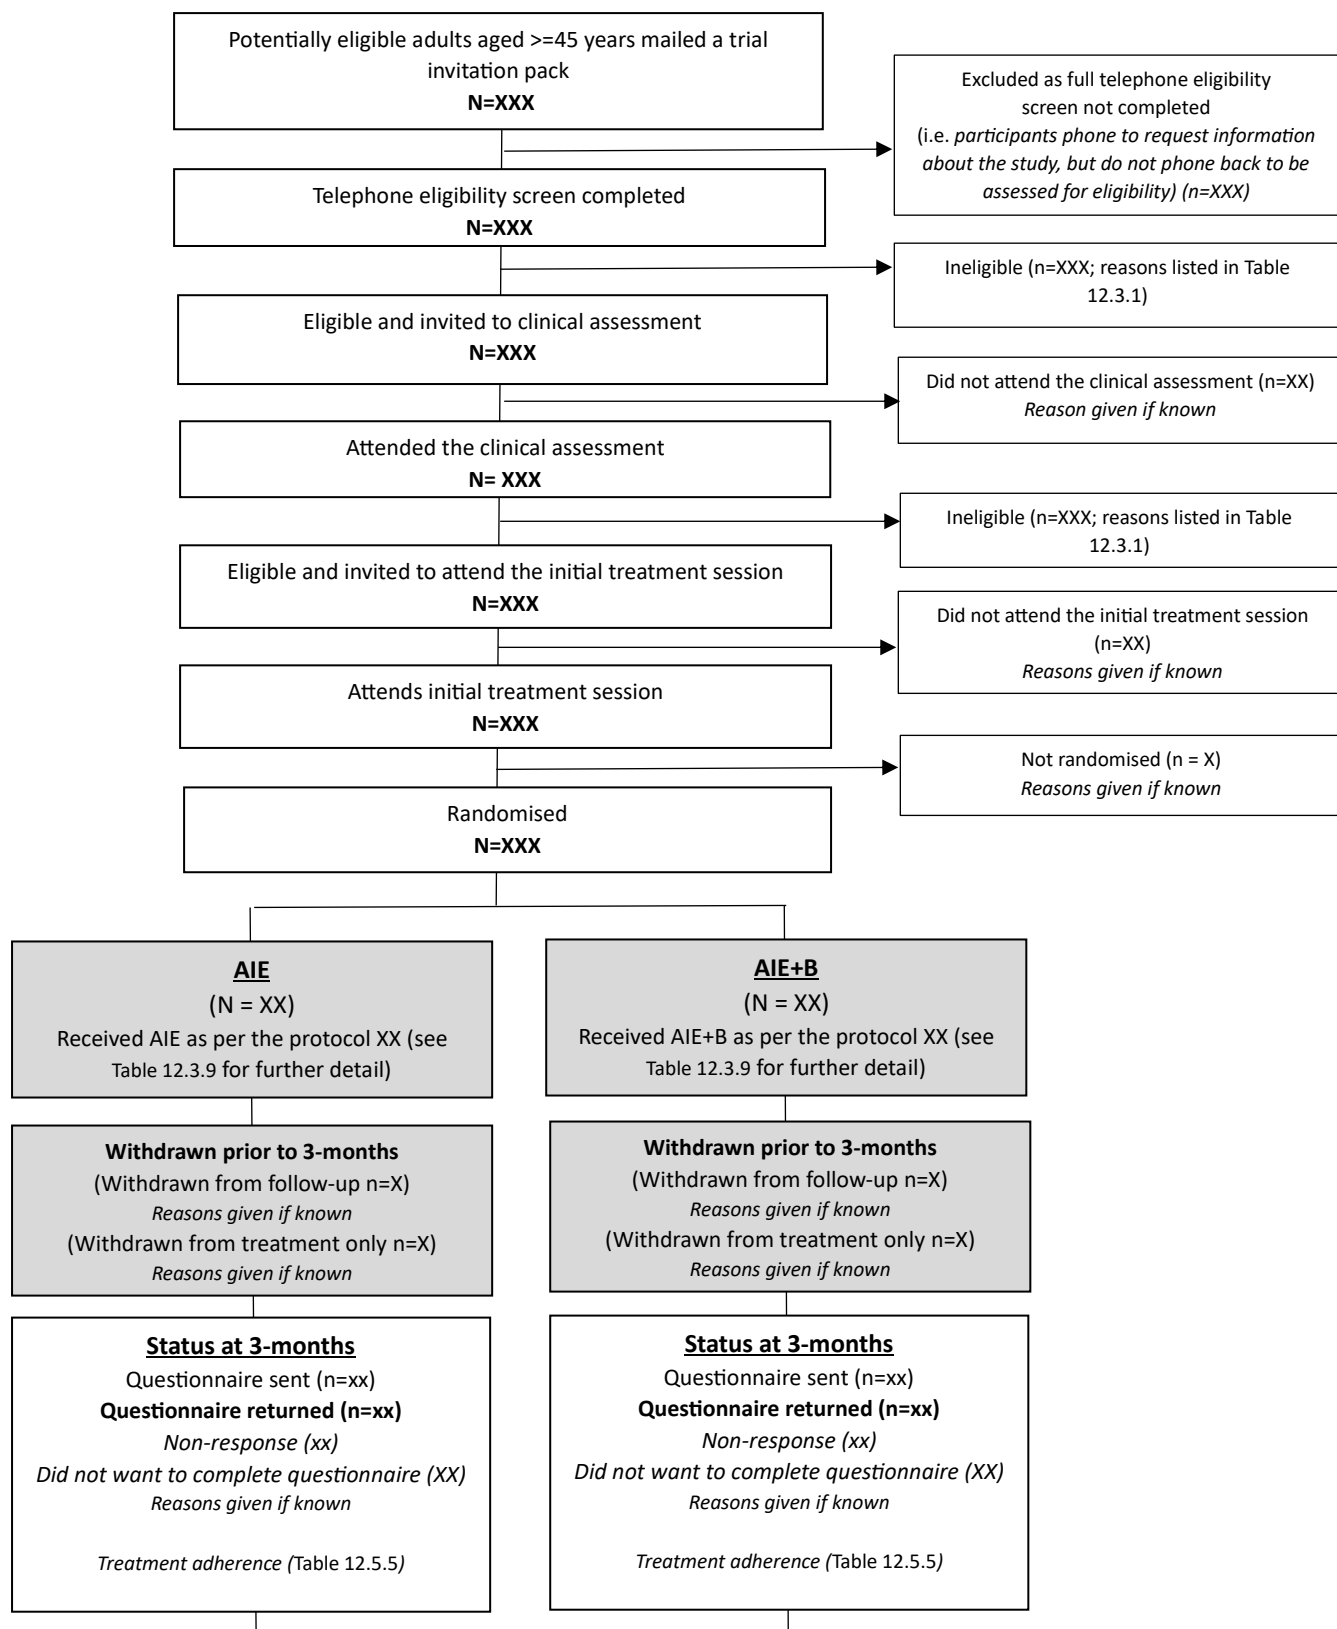 Potentially eligible adults aged >=45 years mailed a trial
invitation pack
N=XXX
Excluded as full telephone eligibility
screen not completed
(i.e. participants phone to request information
about the study, but do not phone back to be
assessed for eligibility) (n=XXX)
Telephone eligibility screen completed
N=XXX
Ineligible (n=XXX; reasons listed in Table
12.3.1)
Eligible and invited to clinical assessment
N=XXX
Did not attend the clinical assessment (n=XX)
Reason given if known
Attended the clinical assessment
N= XXX
Ineligible (n=XXX; reasons listed in Table
12.3.1)
Eligible and invited to attend the initial treatment session
N=XXX
Did not attend the initial treatment session
(n=XX)
Reasons given if known
Attends initial treatment session
N=XXX
Not randomised (n = X)
Reasons given if known
Randomised
N=XXX
AIE
(N = XX)
Received AIE as per the protocol XX (see
Table 12.3.9 for further detail)
AIE+B
(N = XX)
Received AIE+B as per the protocol XX (see
Table 12.3.9 for further detail)
Withdrawn prior to 3-months
(Withdrawn from follow-up n=X)
Reasons given if known
(Withdrawn from treatment only n=X)
Reasons given if known
Withdrawn prior to 3-months
(Withdrawn from follow-up n=X)
Reasons given if known
(Withdrawn from treatment only n=X)
Reasons given if known
Status at 3-months
Questionnaire sent (n=xx)
Questionnaire returned (n=xx)
Non-response (xx)
Did not want to complete questionnaire (XX)
Reasons given if known
Treatment adherence (Table 12.5.5)
Status at 3-months
Questionnaire sent (n=xx)
Questionnaire returned (n=xx)
Non-response (xx)
Did not want to complete questionnaire (XX)
Reasons given if known
Treatment adherence (Table 12.5.5)